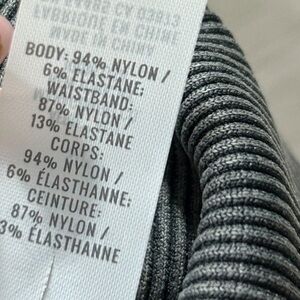 BODY: 94% NYLON /
6% ELASTANE;
WAISTBAND:
87% NYLON /
13% ELASTANE
CORPS:
94% NYLON /
6% ÉLASTHANNE;
CEINTURE:
87% NYLON /
3% ÉLASTHANNE